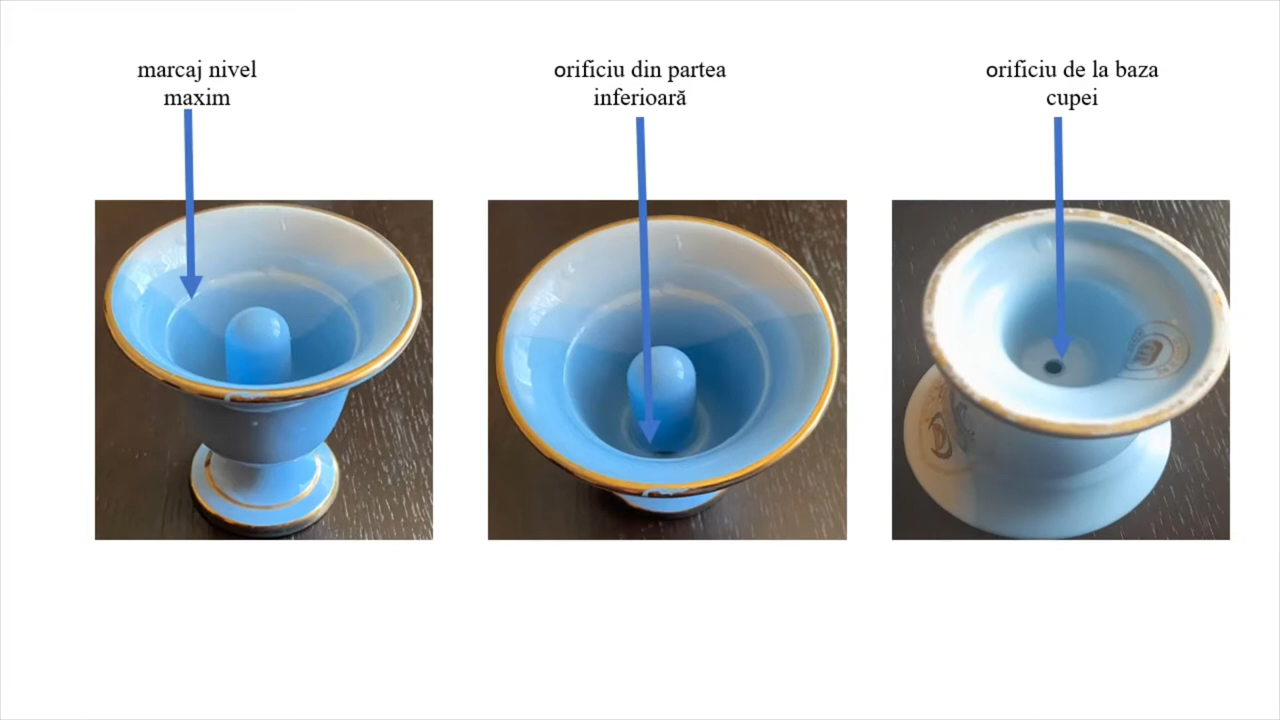 marcaj nivel
maxim
orificiu din partea
inferioară
orificiu de la baza
cupei